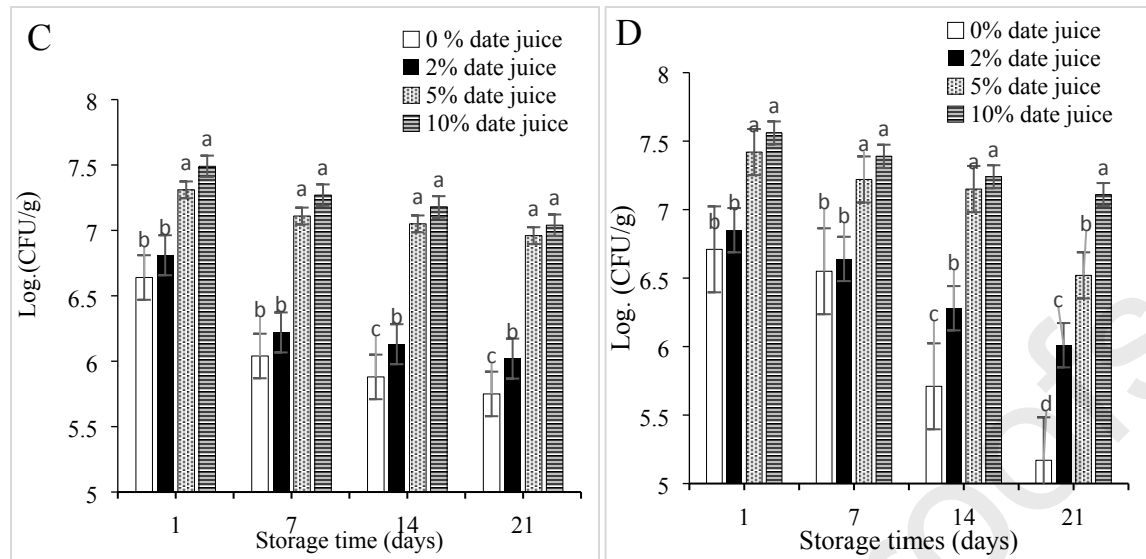 C
0 % date juice
2% date juice
5% date juice
10% date juice
Log.(CFU/g)
8
7.5
7
6.5
6
5.5
5
b b a a
b b a a
c b a a
c b a a
1 7 14 21
Storage time (days)
D
0% date juice
2% date juice
5% date juice
10% date juice
Log. (CFU/g)
8
7.5
7
6.5
6
5.5
5
b b a a
b b a a
c b a a
d c b a
1 7 14 21
Storage times (days)